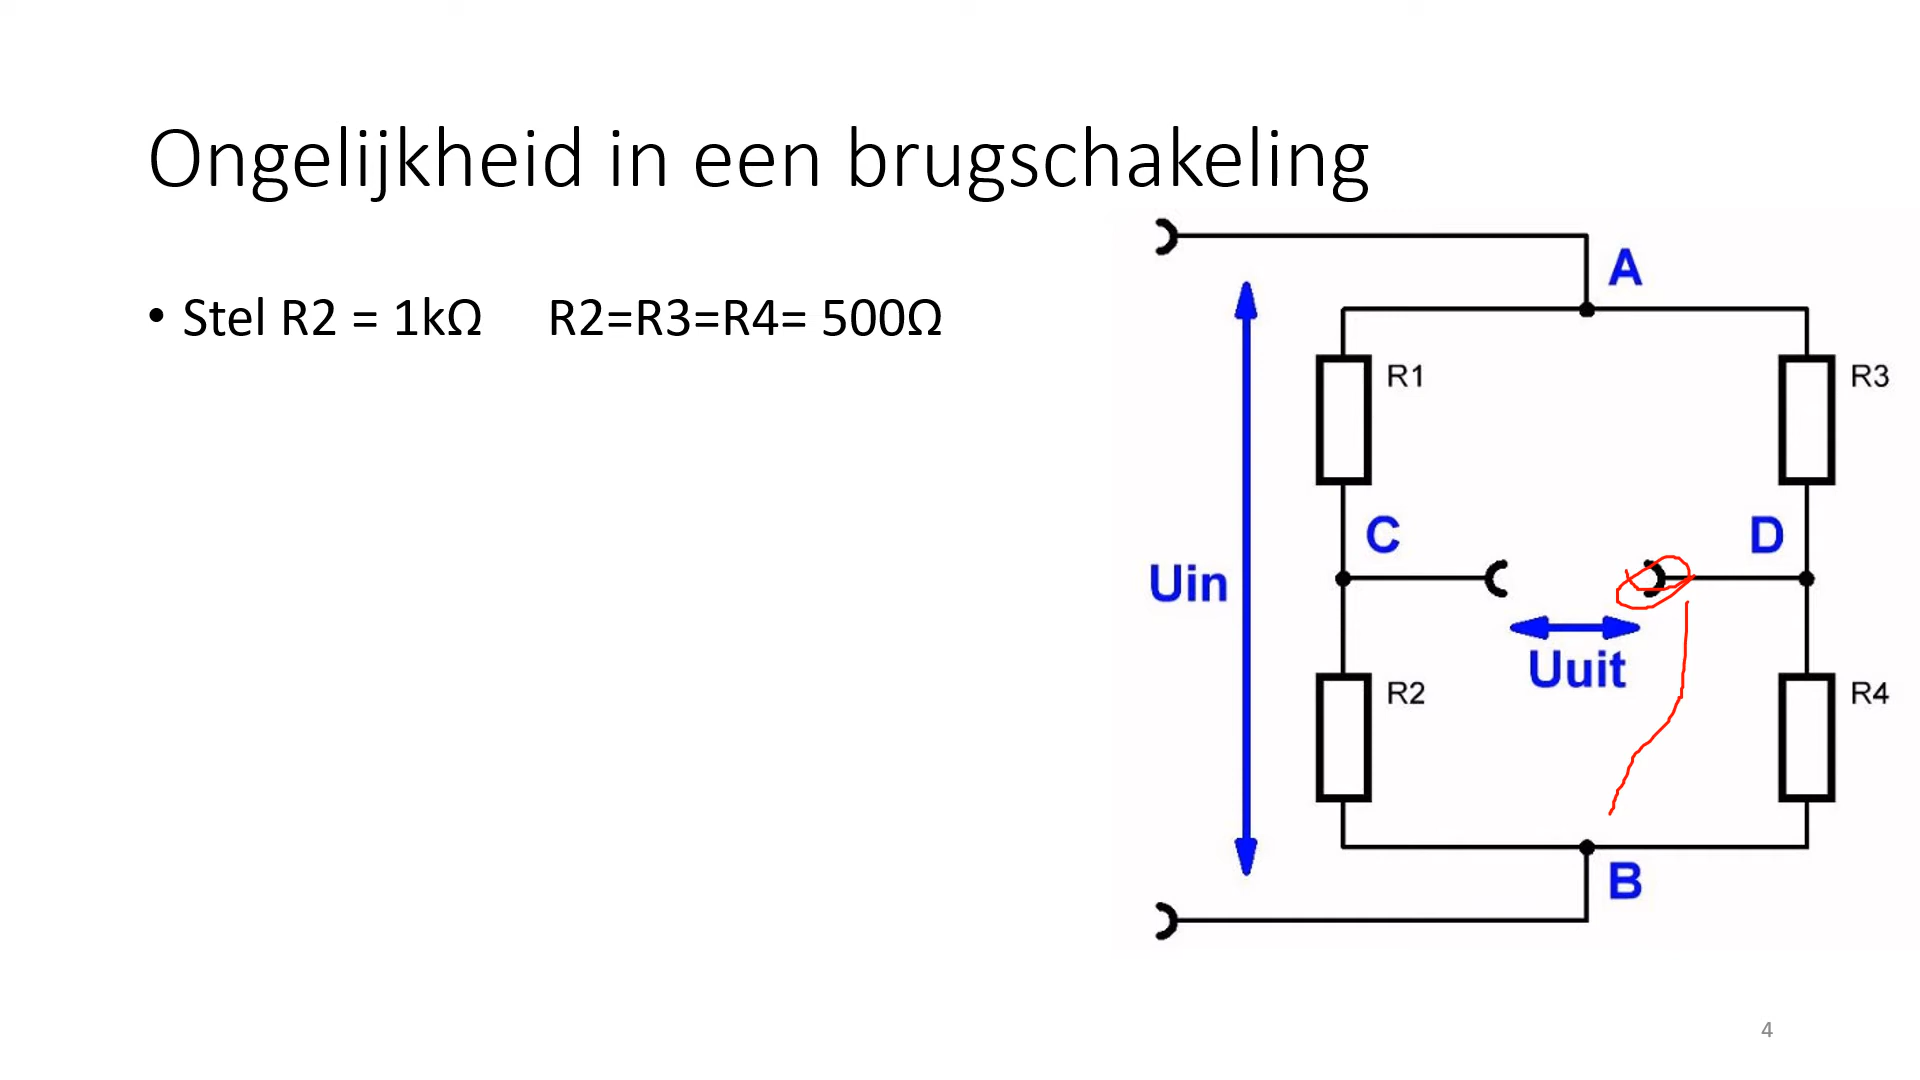 Ongelijkheid in een brugschakeling
• Stel R2 = 1kΩ R2=R3=R4= 500Ω
A
R1
R3
C
D
Uin
Uuit
R2
R4
B
4